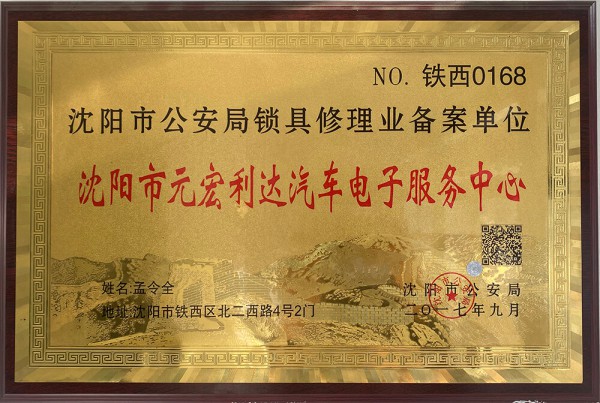 NO. 铁西0168
沈阳市公安局锁具修理业备案单位
沈阳市元宏利达汽车电子服务中心
姓名:孟令全
地址:沈阳市铁西区北二西路4号2门
沈阳市公安局
二〇一七年九月